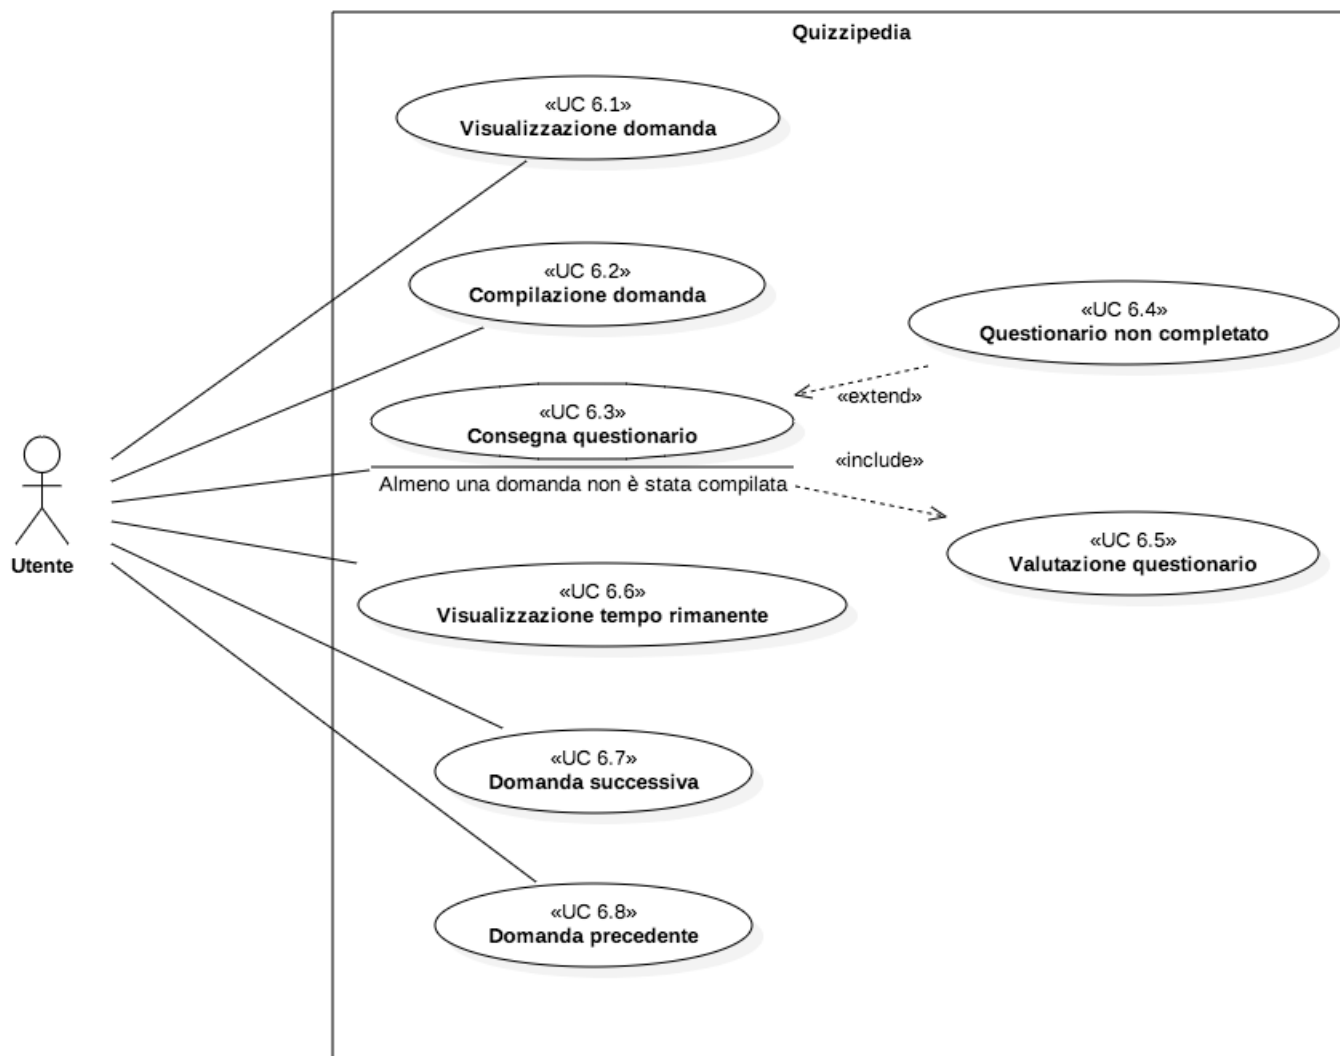 Quizzipedia
«UC 6.1»
Visualizzazione domanda
«UC 6.2»
Compilazione domanda
«UC 6.4»
Questionario non completato
«extend»
«UC 6.3»
Consegna questionario
«include»
Almeno una domanda non è stata compilata
«UC 6.5»
Valutazione questionario
Utente
«UC 6.6»
Visualizzazione tempo rimanente
«UC 6.7»
Domanda successiva
«UC 6.8»
Domanda precedente